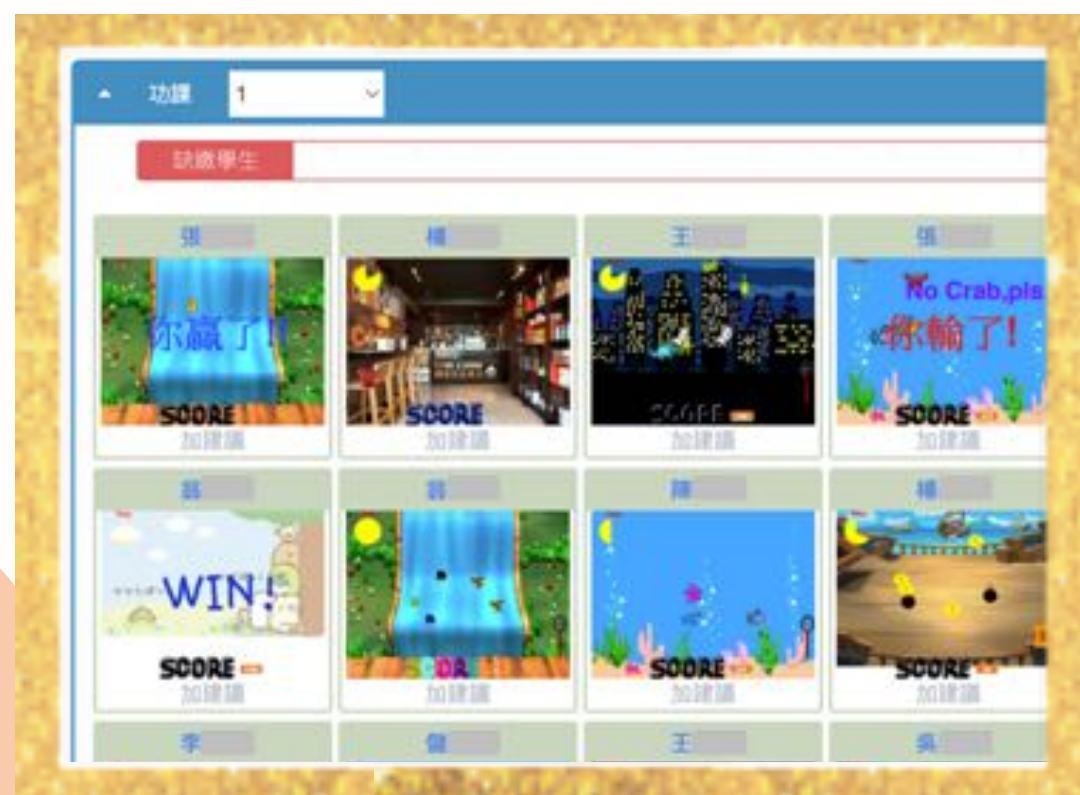 功課 1
缺繳學生
張 楊 王 張
你贏了!!
No Crab,pls
你輸了!
SCORE SCORE SCORE SCORE
加建議 加建議 加建議 加建議
翁 翁 陳 楊
WIN!
SCORE SCOR SCORE SCORE
加建議 加建議 加建議 加建議
李 王 吳